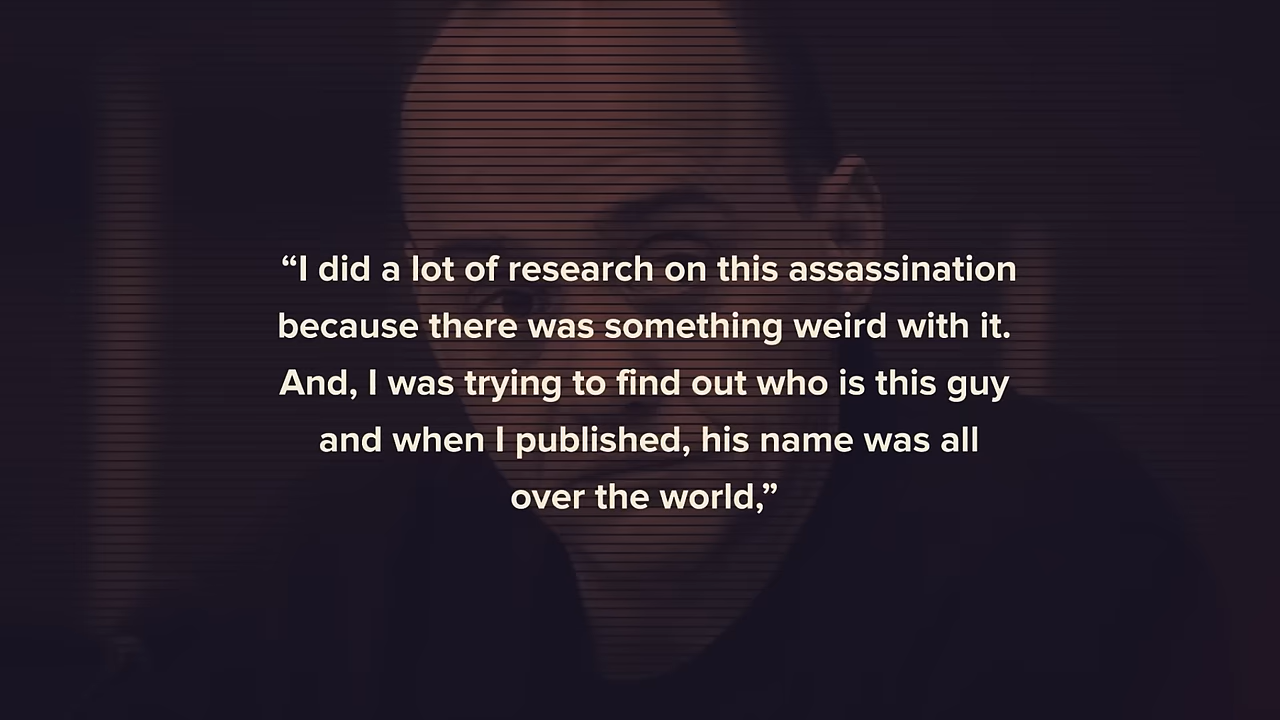 “I did a lot of research on this assassination
because there was something weird with it.
And, I was trying to find out who is this guy
and when I published, his name was all
over the world,”